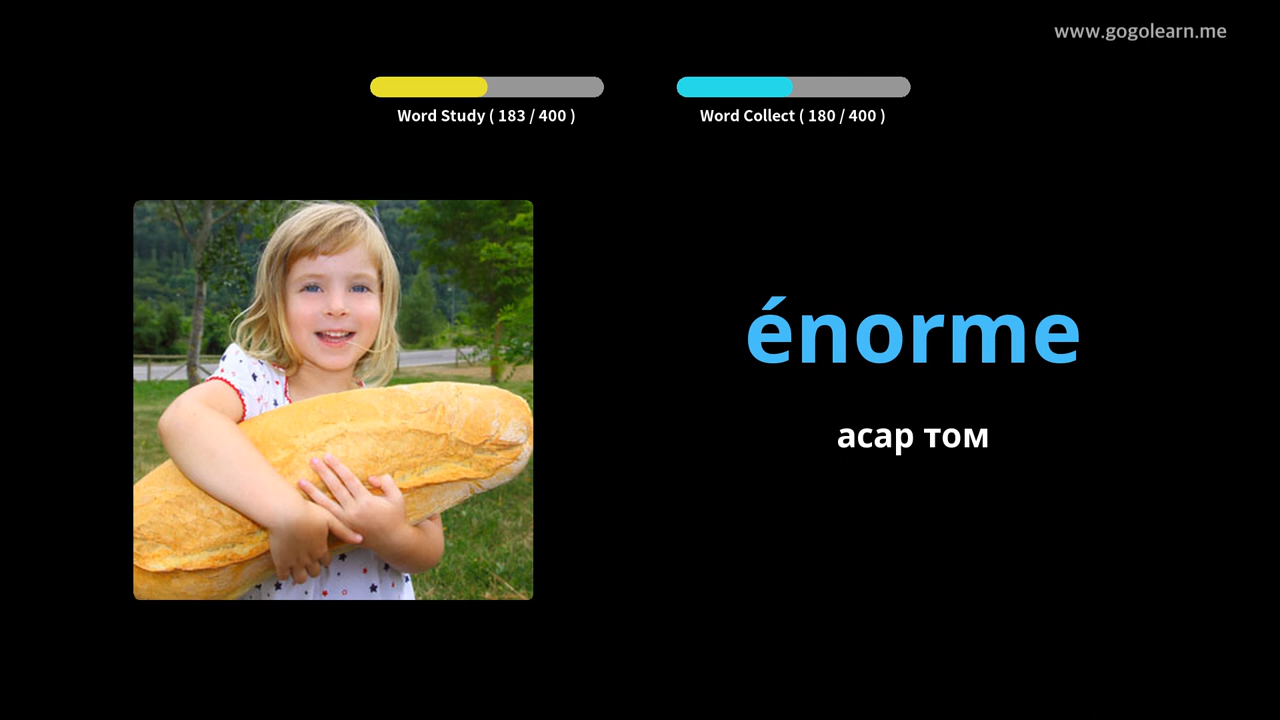 www.gogolearn.me
Word Study ( 183 / 400 )
Word Collect ( 180 / 400 )
énorme
асар том